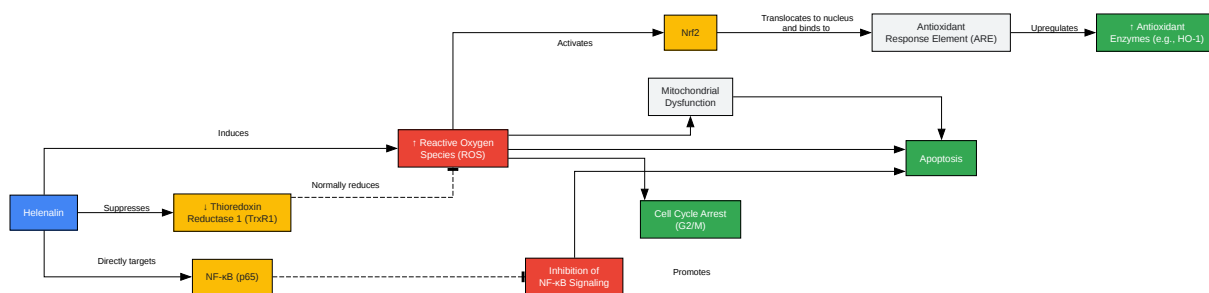 Translocates to nucleus
and binds to
Nrf2
Antioxidant
Response Element (ARE)
Upregulates
↑ Antioxidant
Enzymes (e.g., HO-1)
Activates
Mitochondrial
Dysfunction
Induces
↑ Reactive Oxygen
Species (ROS)
Apoptosis
Normally reduces
Helenalin
Suppresses
↓ Thioredoxin
Reductase 1 (TrxR1)
Cell Cycle Arrest
(G2/M)
Directly targets
NF-κB (p65)
Inhibition of
NF-κB Signaling
Promotes